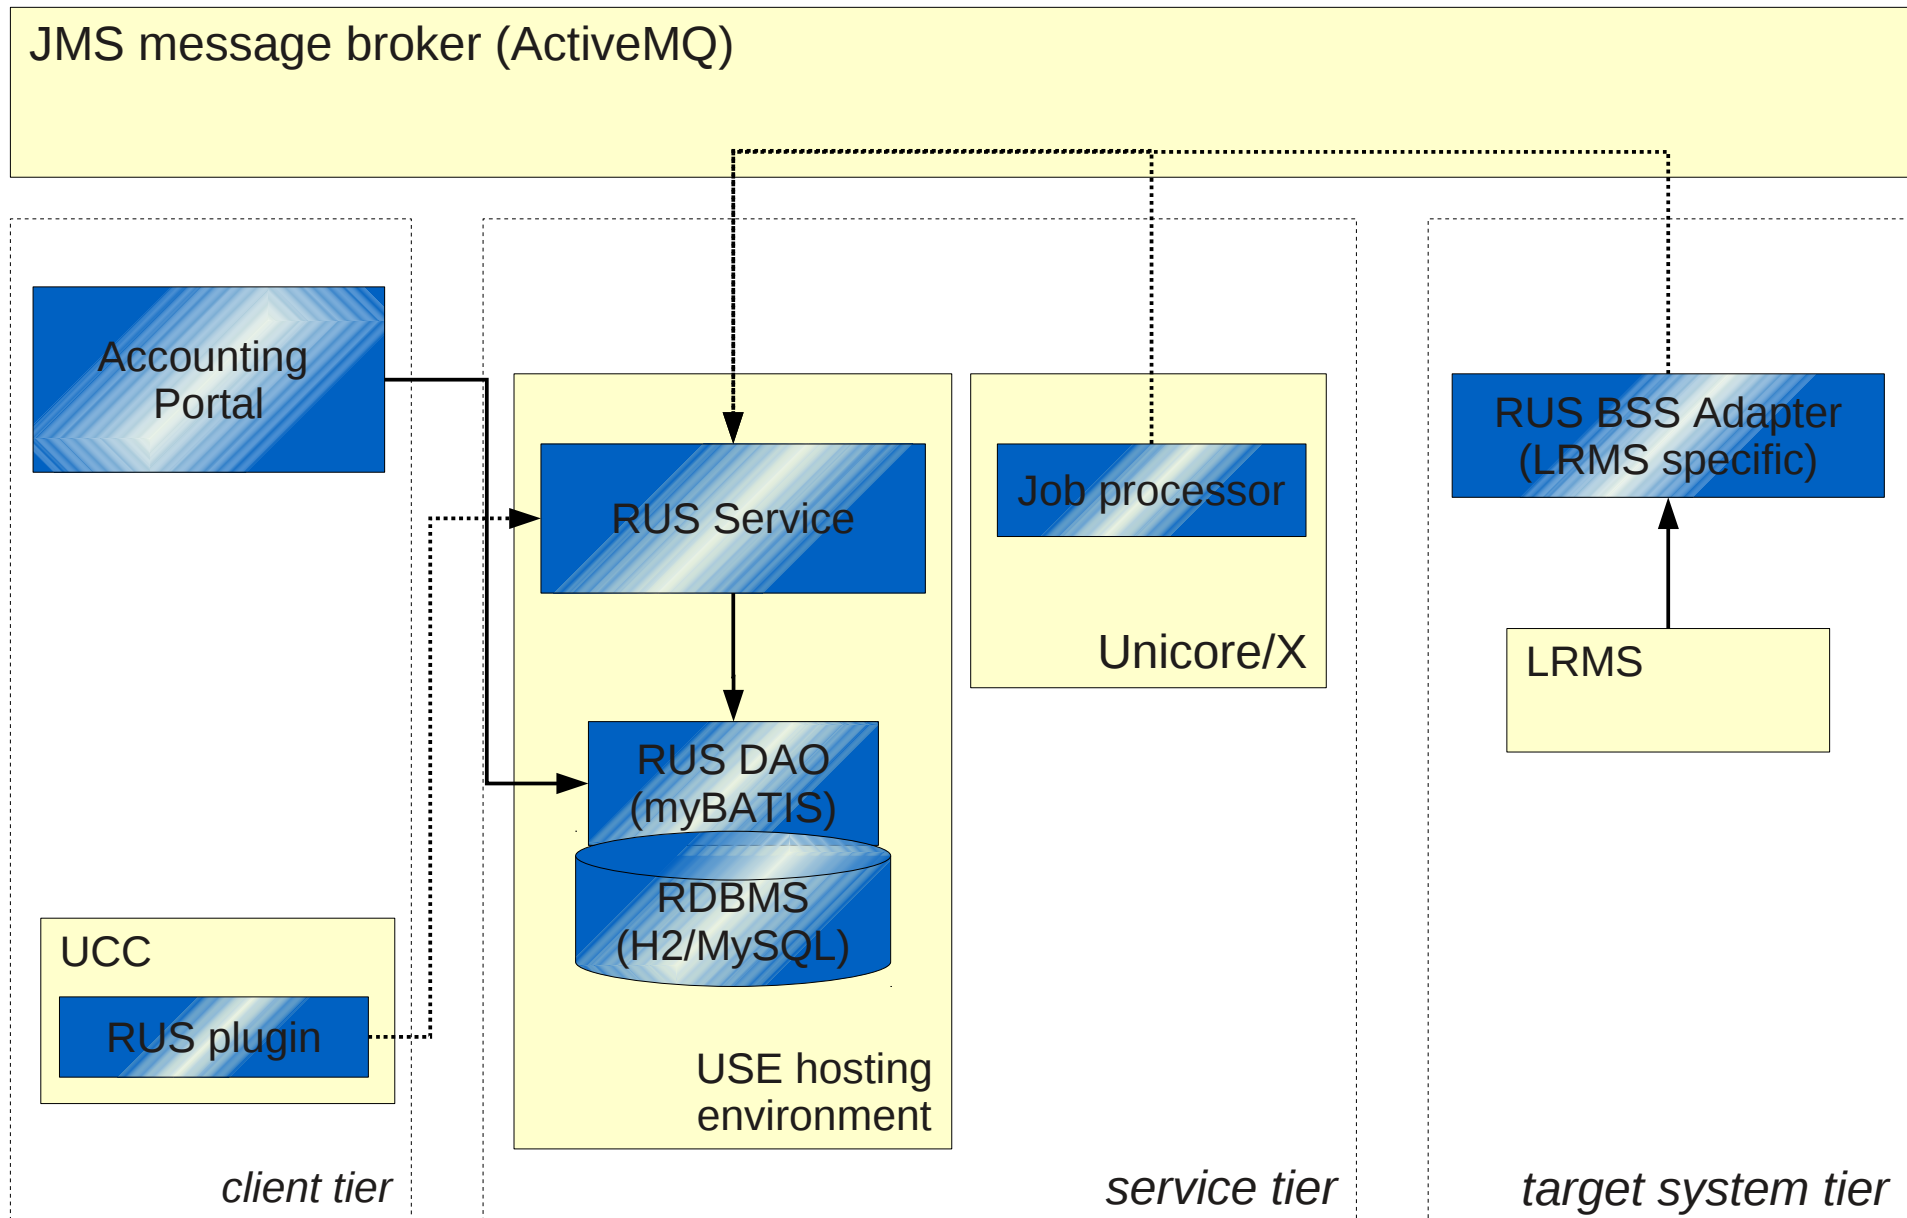 JMS message broker (ActiveMQ)
Accounting
Portal
UCC
RUS plugin
client tier
RUS Service
RUS DAO
(myBATIS)
RDBMS
(H2/MySQL)
USE hosting
environment
Job processor
Unicore/X
service tier
RUS BSS Adapter
(LRMS specific)
LRMS
target system tier